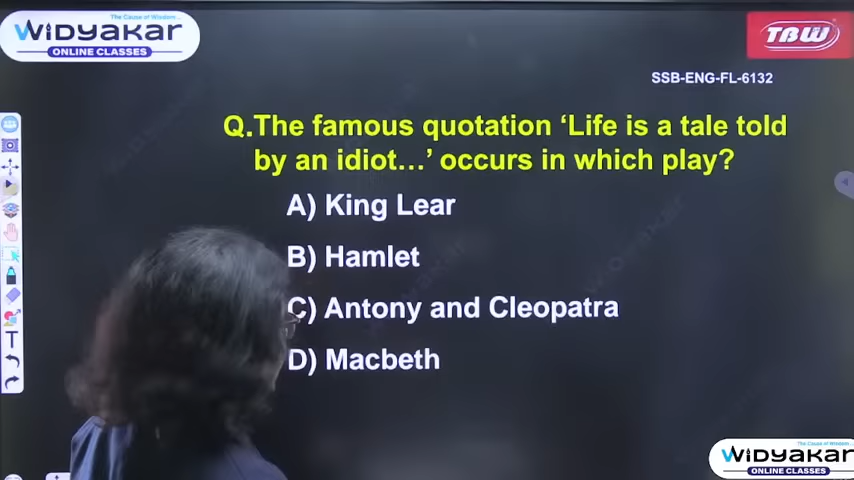 The Cause of Wisdom...
WIDYAKAR
ONLINE CLASSES
TBW
SSB-ENG-FL-6132
Q.The famous quotation ‘Life is a tale told
by an idiot...’ occurs in which play?
A) King Lear
B) Hamlet
C) Antony and Cleopatra
D) Macbeth
The Cause of Wisdom...
WIDYAKAR
ONLINE CLASSES